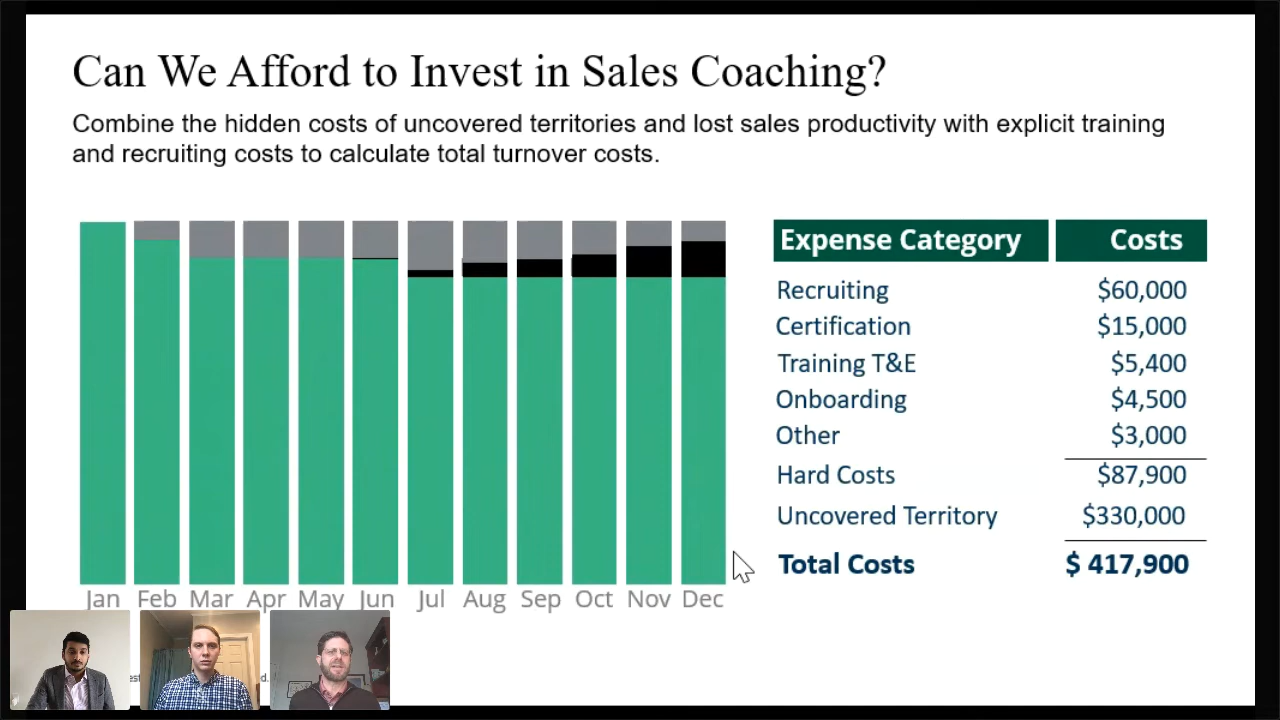 Can We Afford to Invest in Sales Coaching?
Combine the hidden costs of uncovered territories and lost sales productivity with explicit training
and recruiting costs to calculate total turnover costs.
Expense Category Costs
Recruiting $60,000
Certification $15,000
Training T&E $5,400
Onboarding $4,500
Other $3,000
Hard Costs $87,900
Uncovered Territory $330,000
Total Costs $ 417,900
Jan Feb Mar Apr May Jun Jul Aug Sep Oct Nov Dec